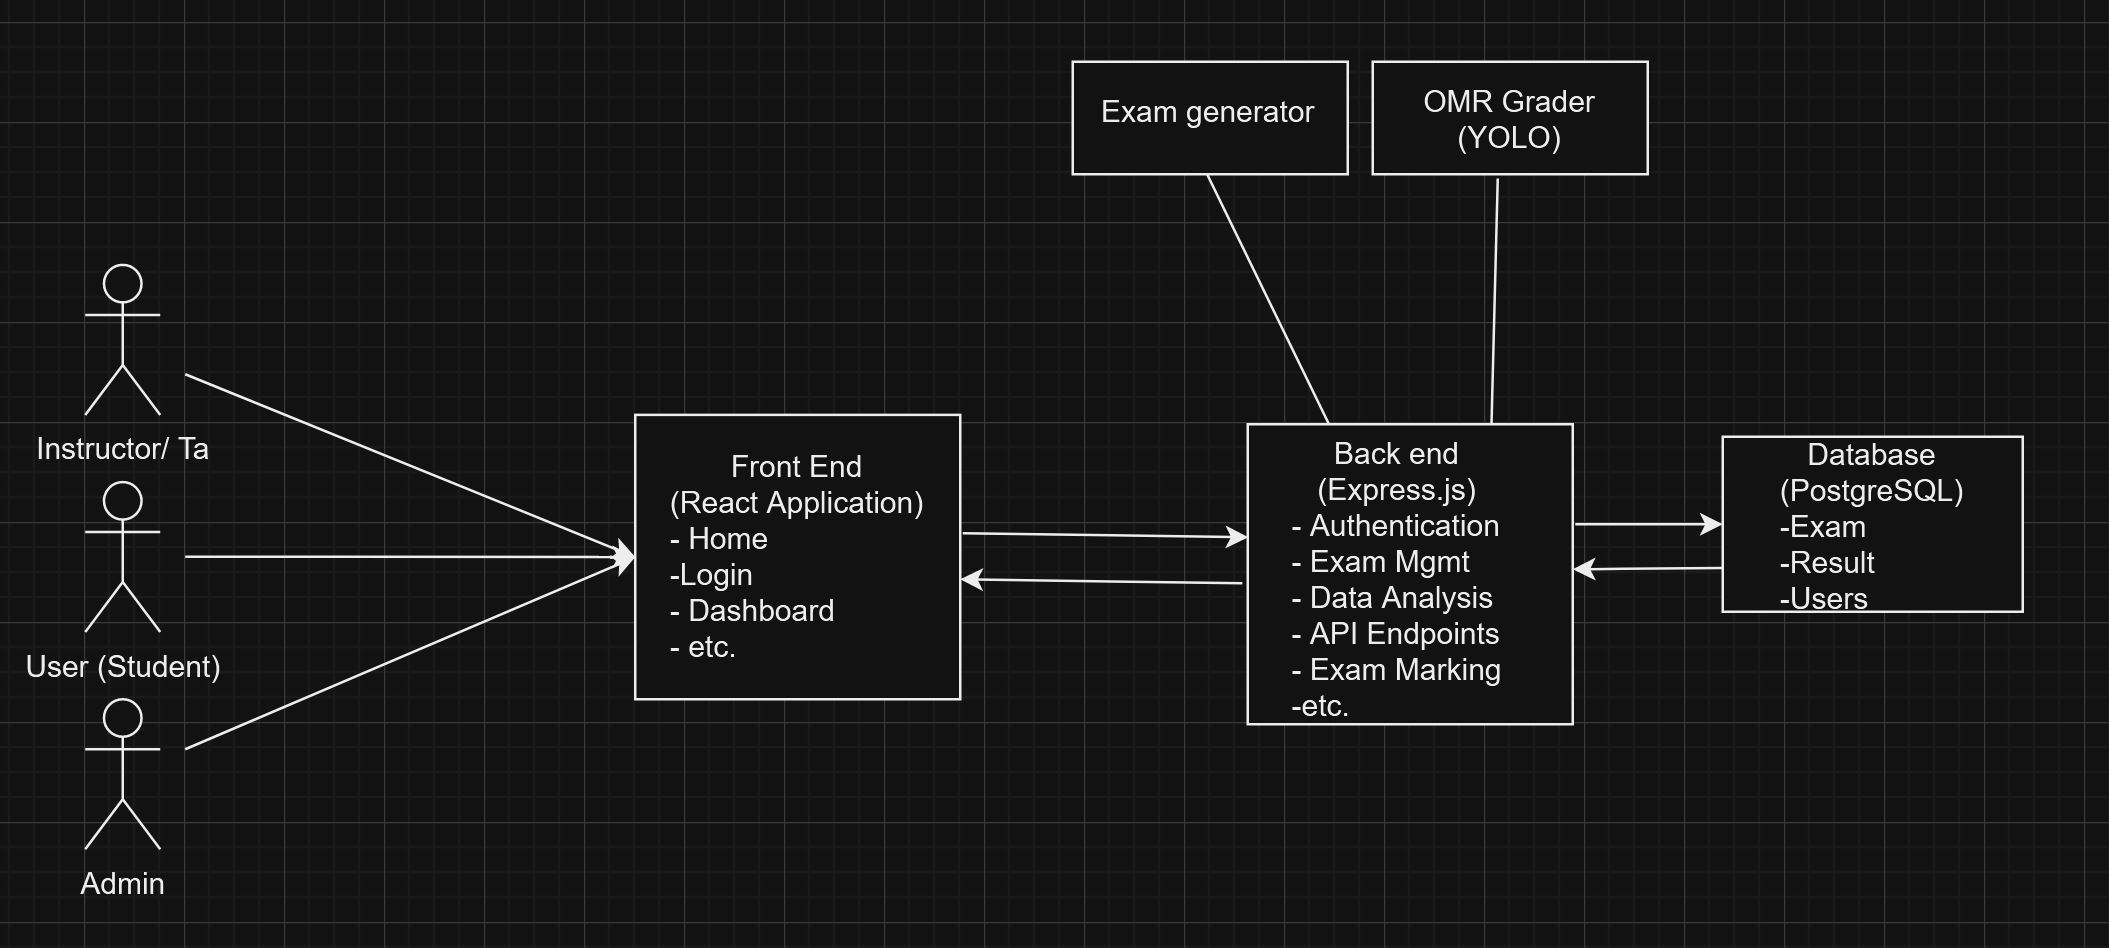 Exam generator
OMR Grader
(YOLO)
Instructor/ Ta
User (Student)
Admin
Front End
(React Application)
- Home
-Login
- Dashboard
- etc.
Back end
(Express.js)
- Authentication
- Exam Mgmt
- Data Analysis
- API Endpoints
- Exam Marking
-etc.
Database
(PostgreSQL)
-Exam
-Result
-Users